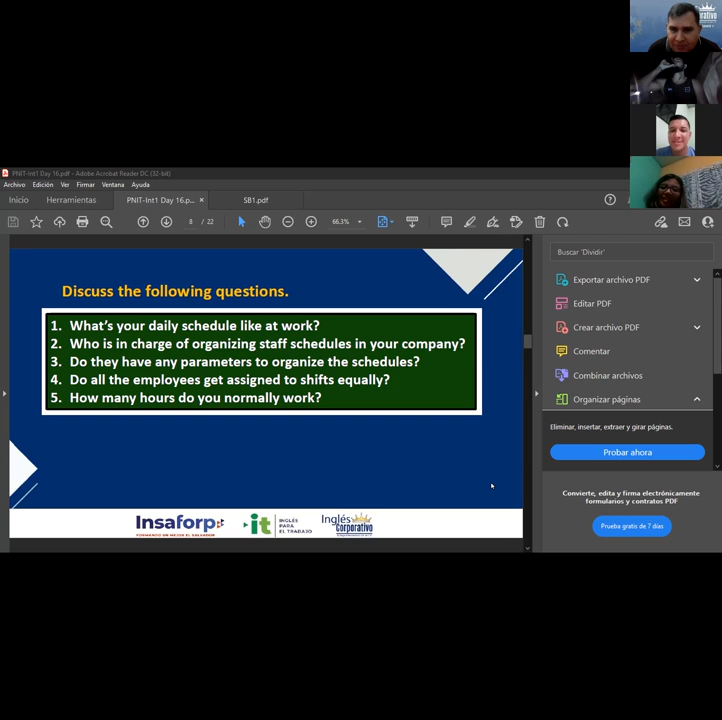 PNIT-Int1 Day 16.pdf - Adobe Acrobat Reader DC (32-bit)
Archivo Edición Ver Firmar Ventana Ayuda
Inicio Herramientas PNIT-Int1 Day 16.p... × SB1.pdf
8 / 22 66,3%
Discuss the following questions.
1. What's your daily schedule like at work?
2. Who is in charge of organizing staff schedules in your company?
3. Do they have any parameters to organize the schedules?
4. Do all the employees get assigned to shifts equally?
5. How many hours do you normally work?
Insaforp
FORMANDO UN MEJOR EL SALVADOR
it INGLÉS PARA EL TRABAJO
Inglés Corporativo
Buscar 'Dividir'
Exportar archivo PDF
Editar PDF
Crear archivo PDF
Comentar
Combinar archivos
Organizar páginas
Eliminar, insertar, extraer y girar páginas.
Probar ahora
Convierte, edita y firma electrónicamente
formularios y contratos PDF
Prueba gratis de 7 días